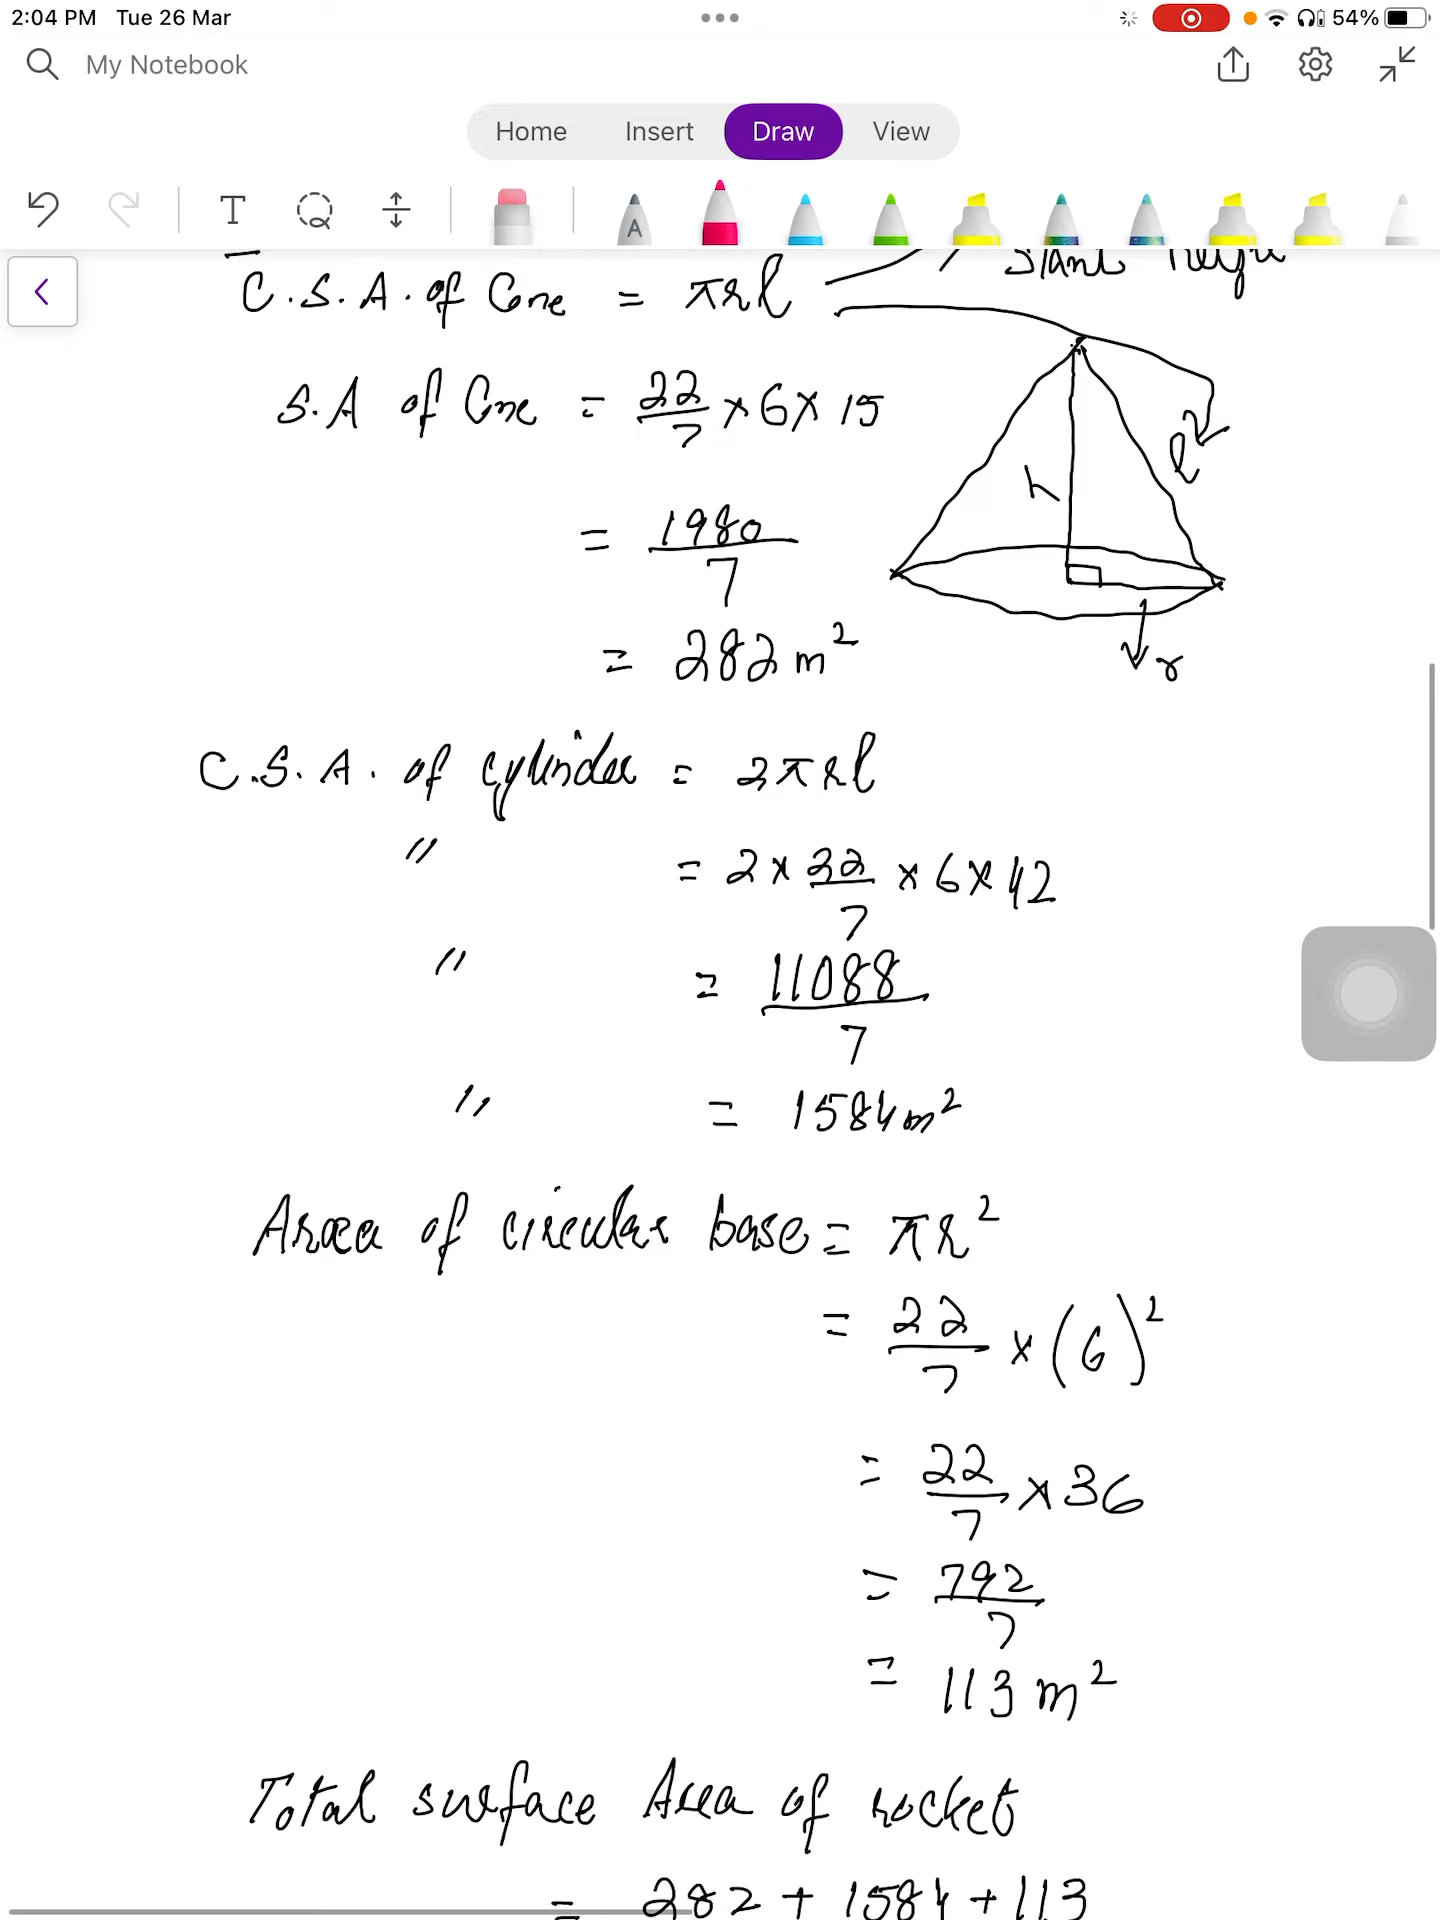 2:04 PM Tue 26 Mar
54%
My Notebook
Home Insert Draw View
T
A
Slant
C.S.A. of Cone = πrl
S.A of Cone = 22/7 × 6 × 15
h
l
= 1980/7
r
= 282 m²
C.S.A. of cylinder = 2πrl
" = 2 × 22/7 × 6 × 42
" = 11088/7
" = 1584 m²
Area of circular base = πr²
= 22/7 × (6)²
= 22/7 × 36
= 792/7
= 113 m²
Total surface Area of rocket
= 282 + 1584 + 113